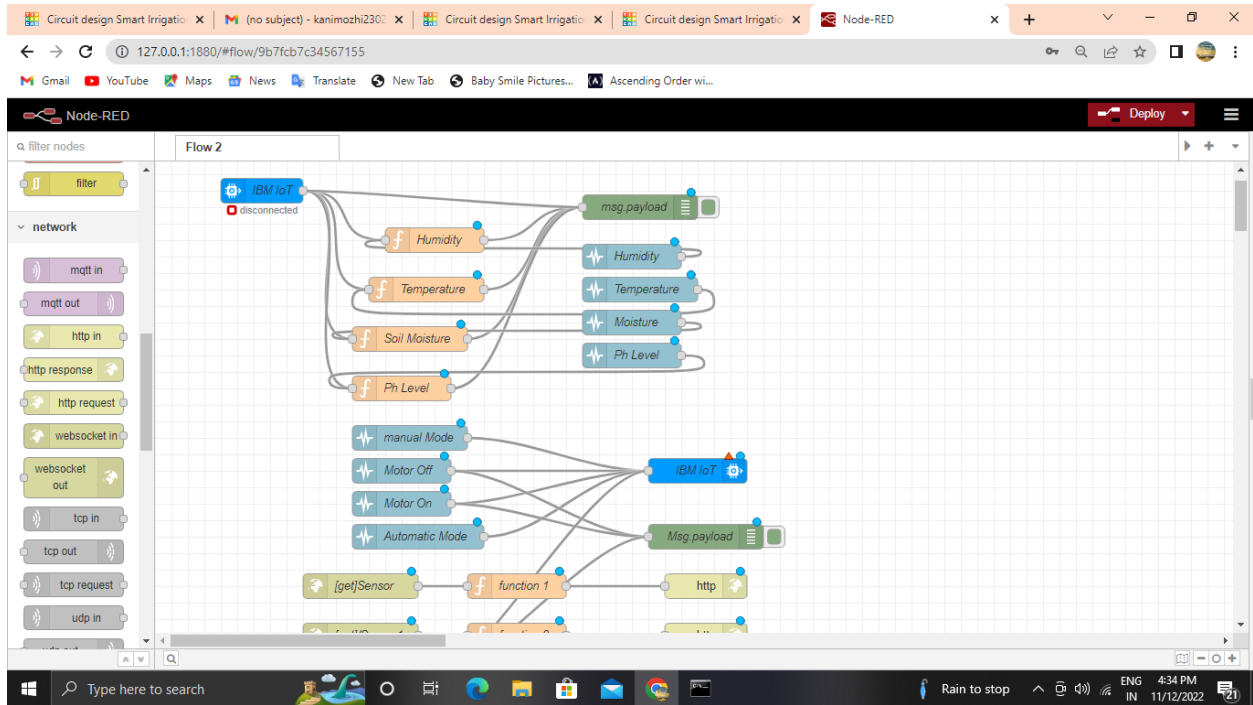 Circuit design Smart Irrigatio
(no subject) - kanimozhi2302
Circuit design Smart Irrigatio
Circuit design Smart Irrigatio
Node-RED
127.0.0.1:1880/#flow/9b7fcb7c34567155
Gmail YouTube Maps News Translate New Tab Baby Smile Pictures... Ascending Order wi...
Node-RED
Deploy
filter nodes
Flow 2
filter
network
mqtt in
mqtt out
http in
http response
http request
websocket in
websocket
out
tcp in
tcp out
tcp request
udp in
IBM IoT
disconnected
msg.payload
Humidity
Humidity
Temperature
Temperature
Moisture
Soil Moisture
Ph Level
Ph Level
manual Mode
Motor Off
IBM IoT
Motor On
Automatic Mode
Msg.payload
[get]Sensor
function 1
http
Type here to search
Rain to stop
ENG
IN
4:34 PM
11/12/2022
21